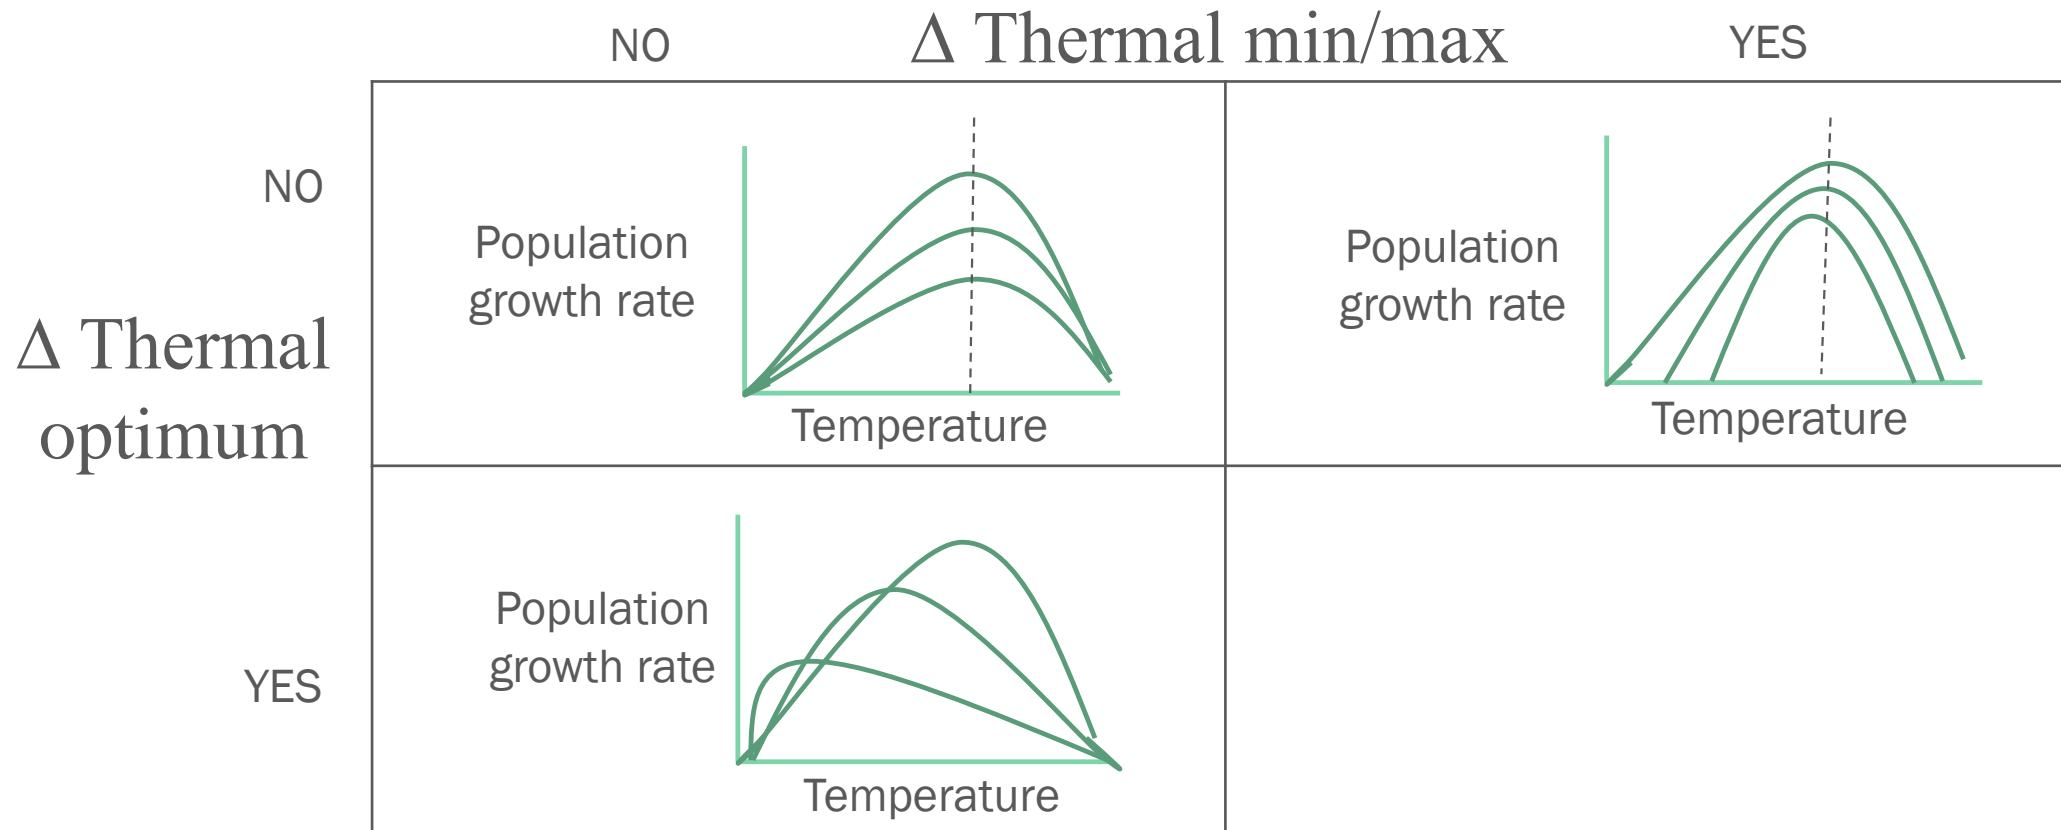 NO
Δ Thermal min/max
YES
NO
Population
growth rate
Temperature
Population
growth rate
Temperature
Δ Thermal
optimum
YES
Population
growth rate
Temperature